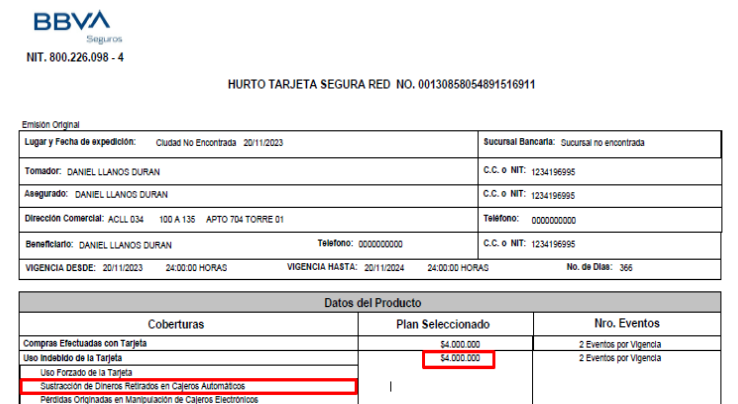 BBVA
Seguros
NIT. 800.226.098 - 4
HURTO TARJETA SEGURA RED NO. 00130858054891516911
Emisión Original
Lugar y Fecha de expedición: Ciudad No Encontrada 20/11/2023 Sucursal Bancaria: Sucursal no encontrada
Tomador: DANIEL LLANOS DURAN C.C. o NIT: 1234196995
Asegurado: DANIEL LLANOS DURAN C.C. o NIT: 1234196995
Dirección Comercial: ACLL 034 100 A 135 APTO 704 TORRE 01 Teléfono: 0000000000
Beneficiario: DANIEL LLANOS DURAN Telefono: 0000000000 C.C. o NIT: 1234196995
VIGENCIA DESDE: 20/11/2023 24:00:00 HORAS VIGENCIA HASTA: 20/11/2024 24:00:00 HORAS No. de Dias: 366
Datos del Producto
Coberturas Plan Seleccionado Nro. Eventos
Compras Efectuadas con Tarjeta $4.000.000 2 Eventos por Vigencia
Uso Indebido de la Tarjeta $4.000.000 2 Eventos por Vigencia
Uso Forzado de la Tarjeta
Sustracción de Dineros Retirados en Cajeros Automáticos
Pérdidas Originadas en Manipulación de Cajeros Electrónicos